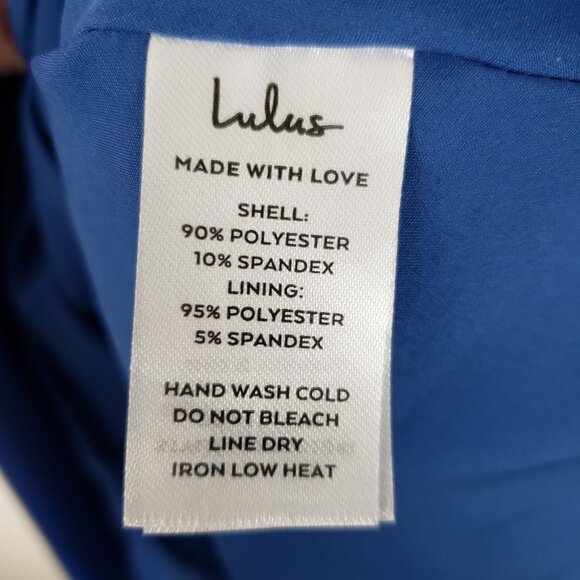 Lulus
MADE WITH LOVE
SHELL:
90% POLYESTER
10% SPANDEX
LINING:
95% POLYESTER
5% SPANDEX
HAND WASH COLD
DO NOT BLEACH
LINE DRY
IRON LOW HEAT